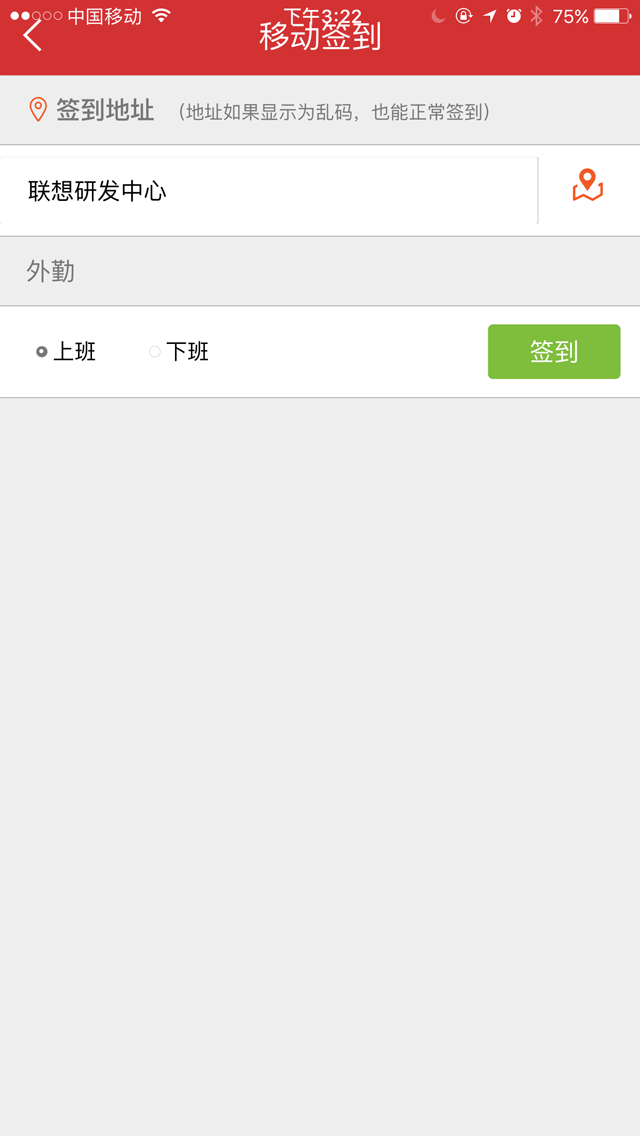 中国移动 下午3:22 75%
移动签到
签到地址 (地址如果显示为乱码，也能正常签到)
联想研发中心
外勤
上班 下班 签到